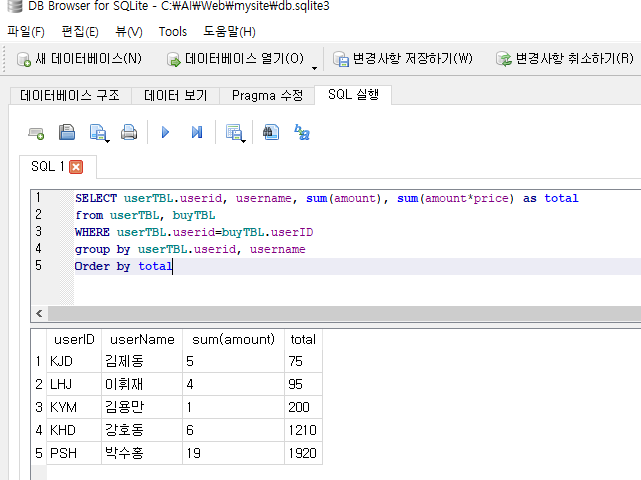 DB Browser for SQLite - C:\AI\Web\mysite\db.sqlite3
파일(F) 편집(E) 뷰(V) Tools 도움말(H)
새 데이터베이스(N) 데이터베이스 열기(O) 변경사항 저장하기(W) 변경사항 취소하기(R)
데이터베이스 구조 데이터 보기 Pragma 수정 SQL 실행
SQL 1
1 SELECT userTBL.userid, username, sum(amount), sum(amount*price) as total
2 from userTBL, buyTBL
3 WHERE userTBL.userid=buyTBL.userID
4 group by userTBL.userid, username
5 Order by total
userID userName sum(amount) total
1 KJD 김제동 5 75
2 LHJ 이휘재 4 95
3 KYM 김용만 1 200
4 KHD 강호동 6 1210
5 PSH 박수홍 19 1920